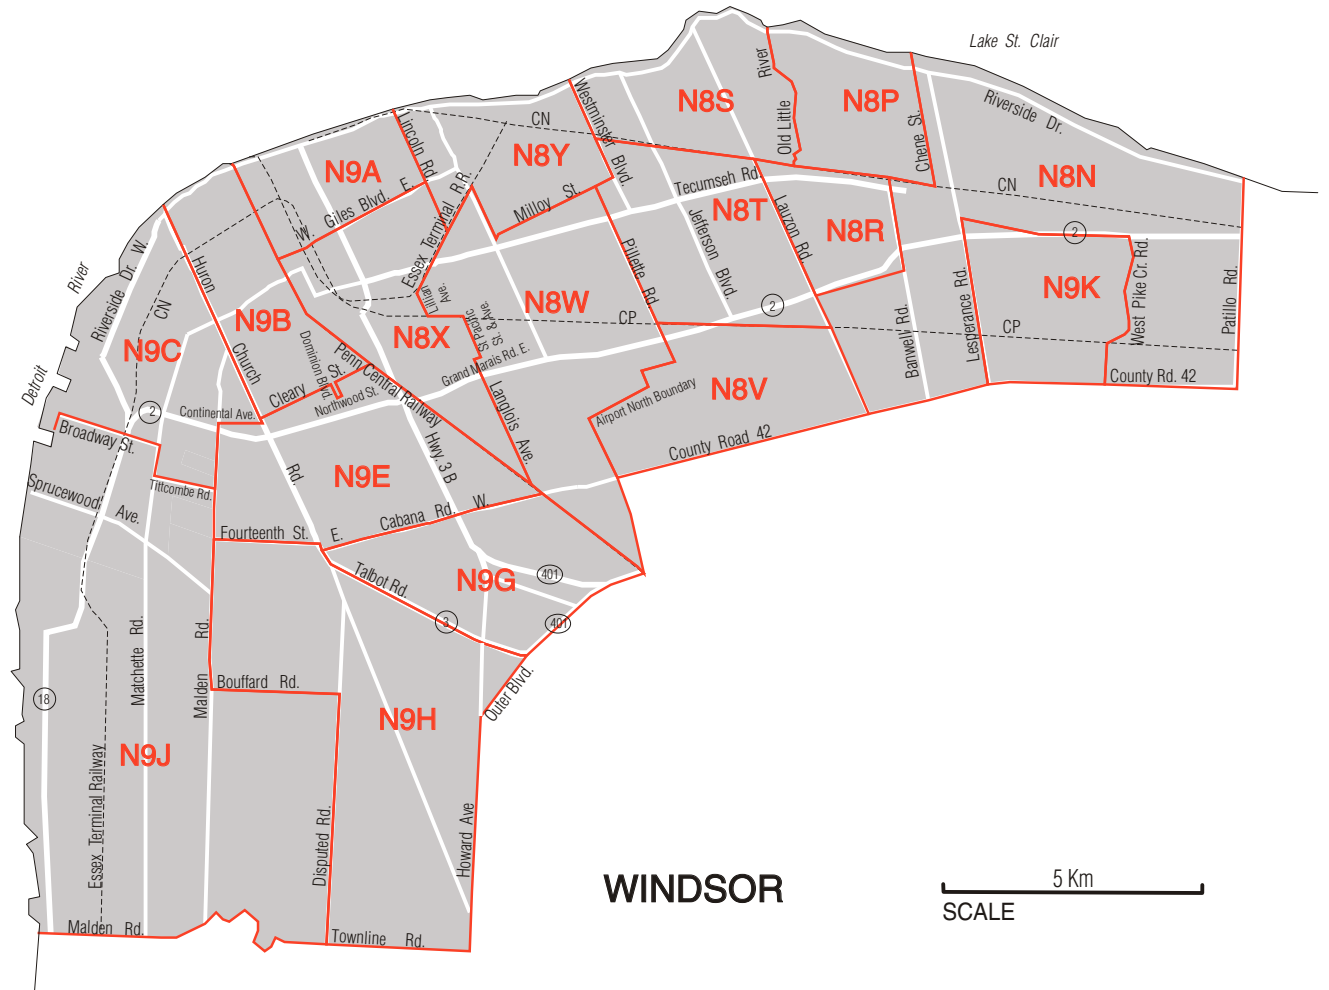 Lake St. Clair
River
Old Little
N8S
N8P
Riverside Dr.
Chene St.
Westminster Blvd.
CN
Lincoln Rd.
N9A
N8Y
N8N
CN
Tecumseh Rd.
Giles Blvd. E.
W.
Essex Terminal R.R.
Milloy St.
N8T
Jefferson Blvd.
Lauzon Rd.
N8R
2
River
Riverside Dr. W.
CN
Huron
Church
Rd.
Pillette Rd.
N9K
West Pike Cr. Rd.
Patillo Rd.
Lesperance Rd.
Banwell Rd.
Lillian Ave.
N8W
2
CP
CP
N9B
N8X
St Pacific
St. & Ave.
N9C
Dominion Blvd.
Penn Central Railway
Grand Marais Rd. E.
Detroit
Cleary St.
Northwood St.
Langlois Ave.
N8V
Airport North Boundary
County Rd. 42
2
Continental Ave.
Broadway St.
Hwy. 3 B
County Road 42
N9E
Tittcombe Rd.
Sprucewood Ave.
Cabana Rd. W.
Fourteenth St. E.
Talbot Rd.
N9G
401
401
3
Matchette Rd.
Malden Rd.
Bouffard Rd.
Outer Blvd.
18
N9H
N9J
Essex Terminal Railway
Disputed Rd.
Howard Ave
WINDSOR
5 Km
SCALE
Malden Rd.
Townline Rd.